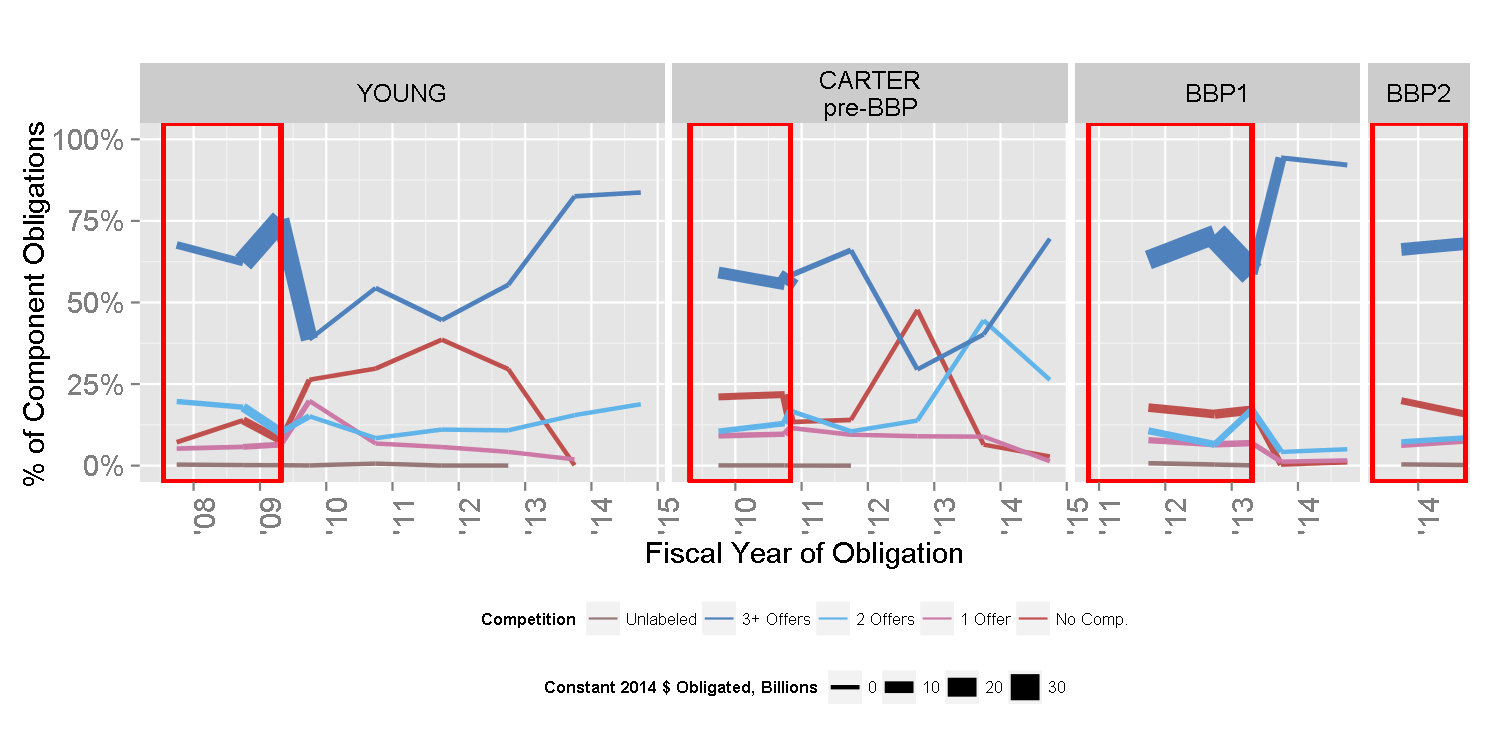 YOUNG
CARTER
pre-BBP
BBP1
BBP2
% of Component Obligations
100%
75%
50%
25%
0%
'08 '09 '10 '11 '12 '13 '14 '15
'10 '11 '12 '13 '14 '15
'11 '12 '13 '14
'14
Fiscal Year of Obligation
Competition Unlabeled 3+ Offers 2 Offers 1 Offer No Comp.
Constant 2014 $ Obligated, Billions 0 10 20 30